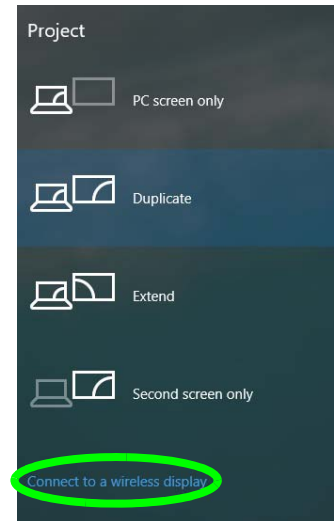 Project
PC screen only
Duplicate
Extend
Second screen only
Connect to a wireless display